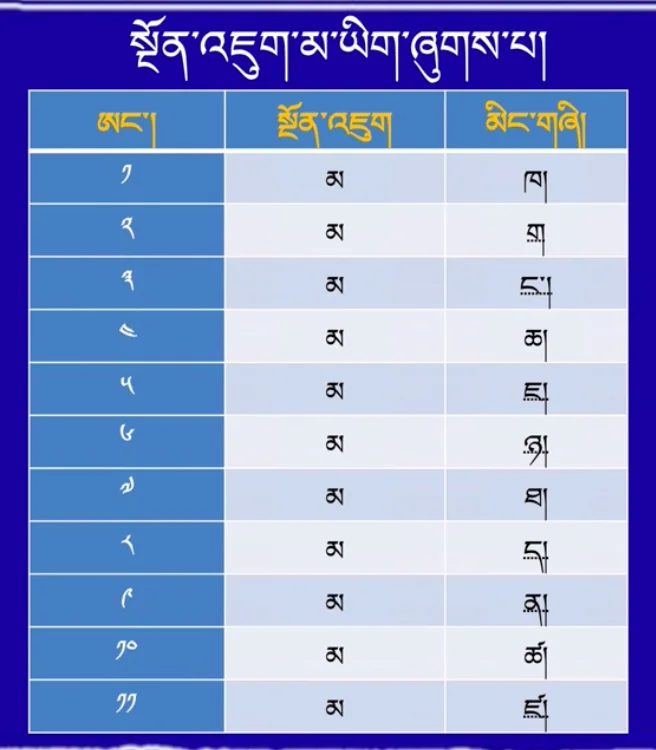 སྔོན་འཇུག་མ་ཡིག་ཞུགས་པ།
ཨང་། སྔོན་འཇུག མིང་གཞི།
༡ མ ཁ།
༢ མ ག།
༣ མ ང་།
༤ མ ཆ།
༥ མ ཇ།
༦ མ ཉ།
༧ མ ཐ།
༨ མ ད།
༩ མ ན།
༡༠ མ ཚ།
༡༡ མ ཛ།